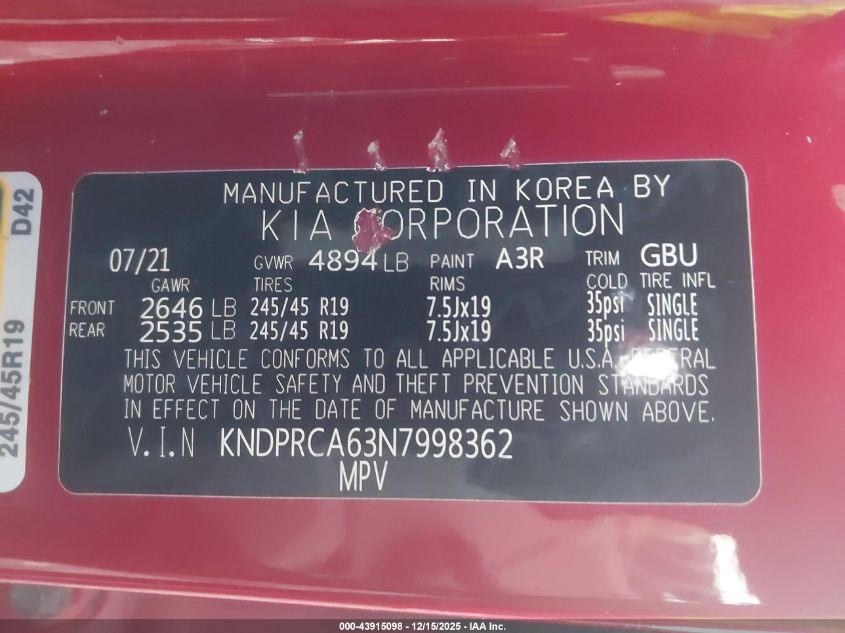 MANUFACTURED IN KOREA BY
KIA CORPORATION
07/21 GVWR 4894 LB PAINT A3R TRIM GBU
GAWR TIRES RIMS COLD TIRE INFL
FRONT 2646 LB 245/45 R19 7.5Jx19 35psi SINGLE
REAR 2535 LB 245/45 R19 7.5Jx19 35psi SINGLE
THIS VEHICLE CONFORMS TO ALL APPLICABLE U.S.A. FEDERAL
MOTOR VEHICLE SAFETY AND THEFT PREVENTION STANDARDS
IN EFFECT ON THE DATE OF MANUFACTURE SHOWN ABOVE.
V.I.N KNDPRCA63N7998362
MPV
245/45R19 D42
000-43915098 - 12/15/2025 - IAA Inc.